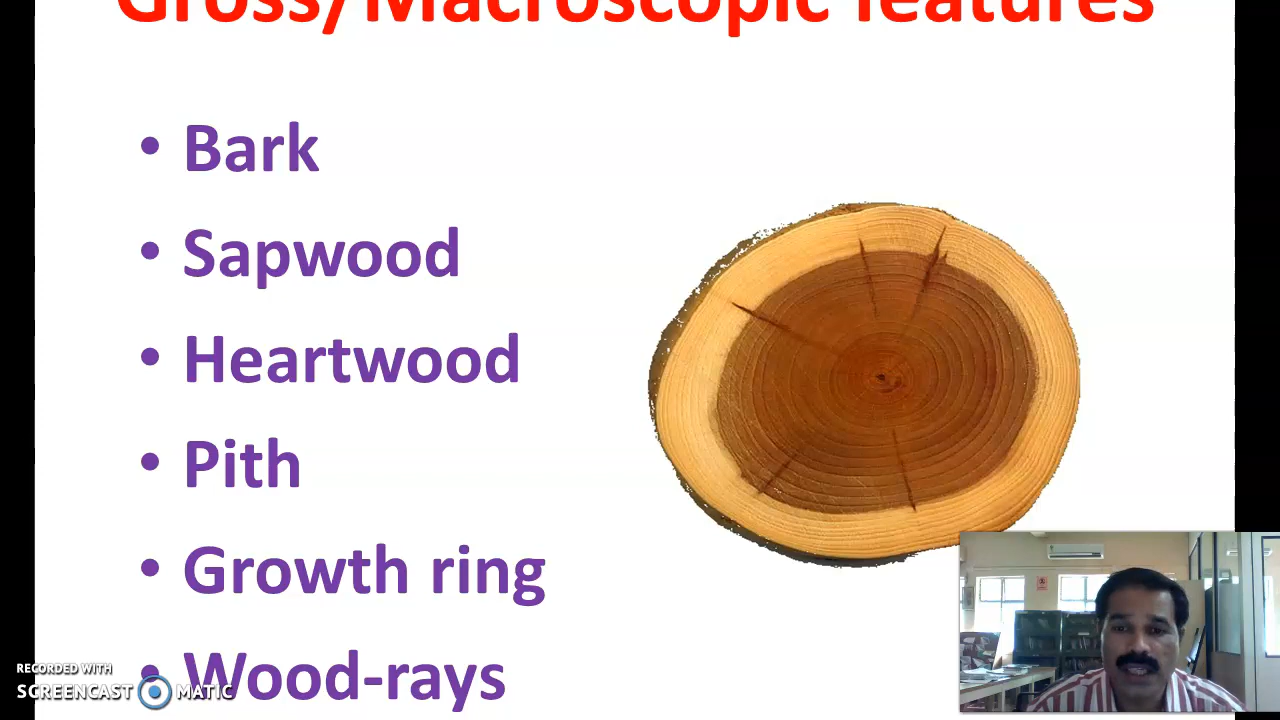 Gross/Macroscopic features
• Bark
• Sapwood
• Heartwood
• Pith
• Growth ring
• Wood-rays
RECORDED WITH
SCREENCAST MATIC